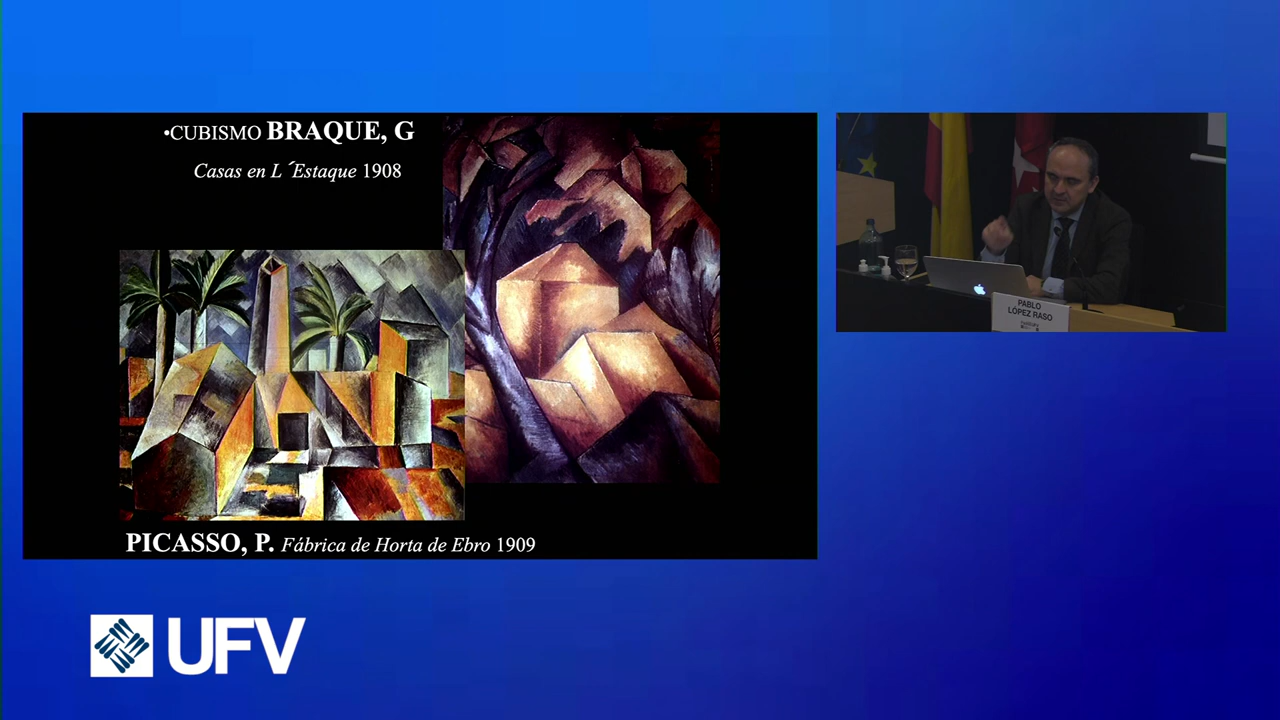 •CUBISMO BRAQUE, G
Casas en L ´Estaque 1908
PICASSO, P. Fábrica de Horta de Ebro 1909
PABLO
LÓPEZ RASO
UFV